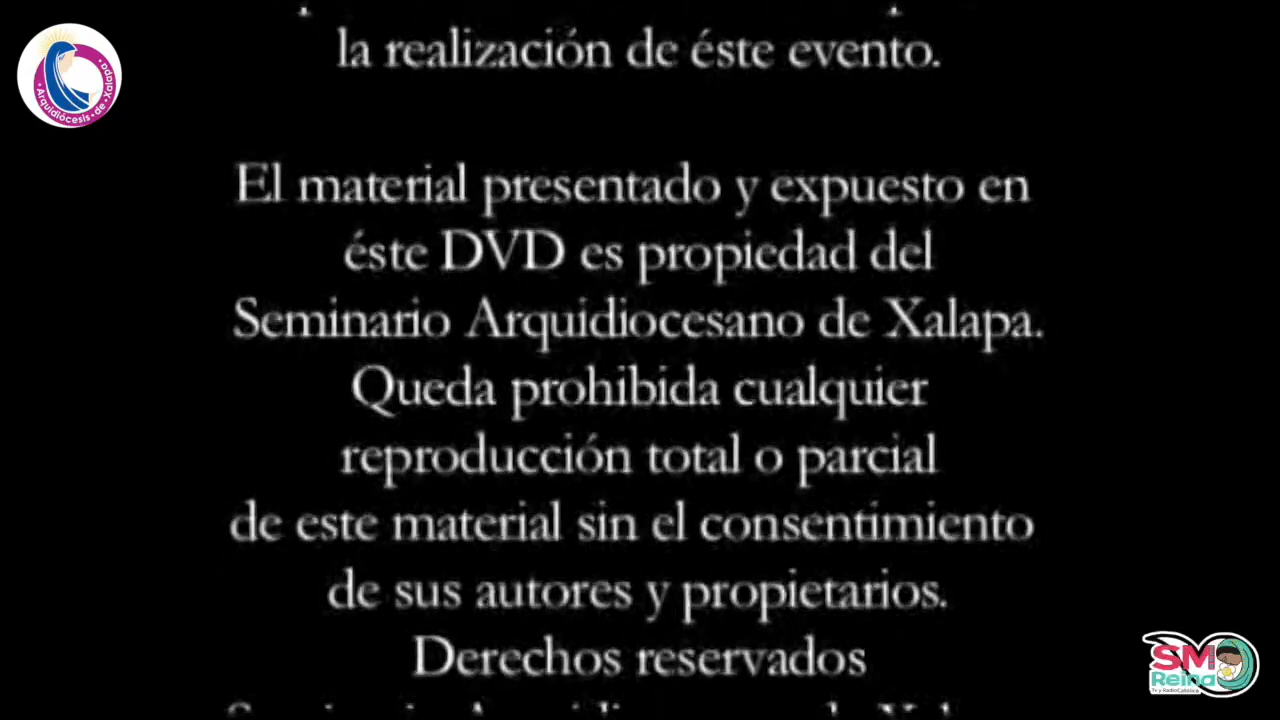 la realización de éste evento.
El material presentado y expuesto en
éste DVD es propiedad del
Seminario Arquidiocesano de Xalapa.
Queda prohibida cualquier
reproducción total o parcial
de este material sin el consentimiento
de sus autores y propietarios.
Derechos reservados
Arquidiócesis de Xalapa
SM
Reina
Tv y RadioCatólica